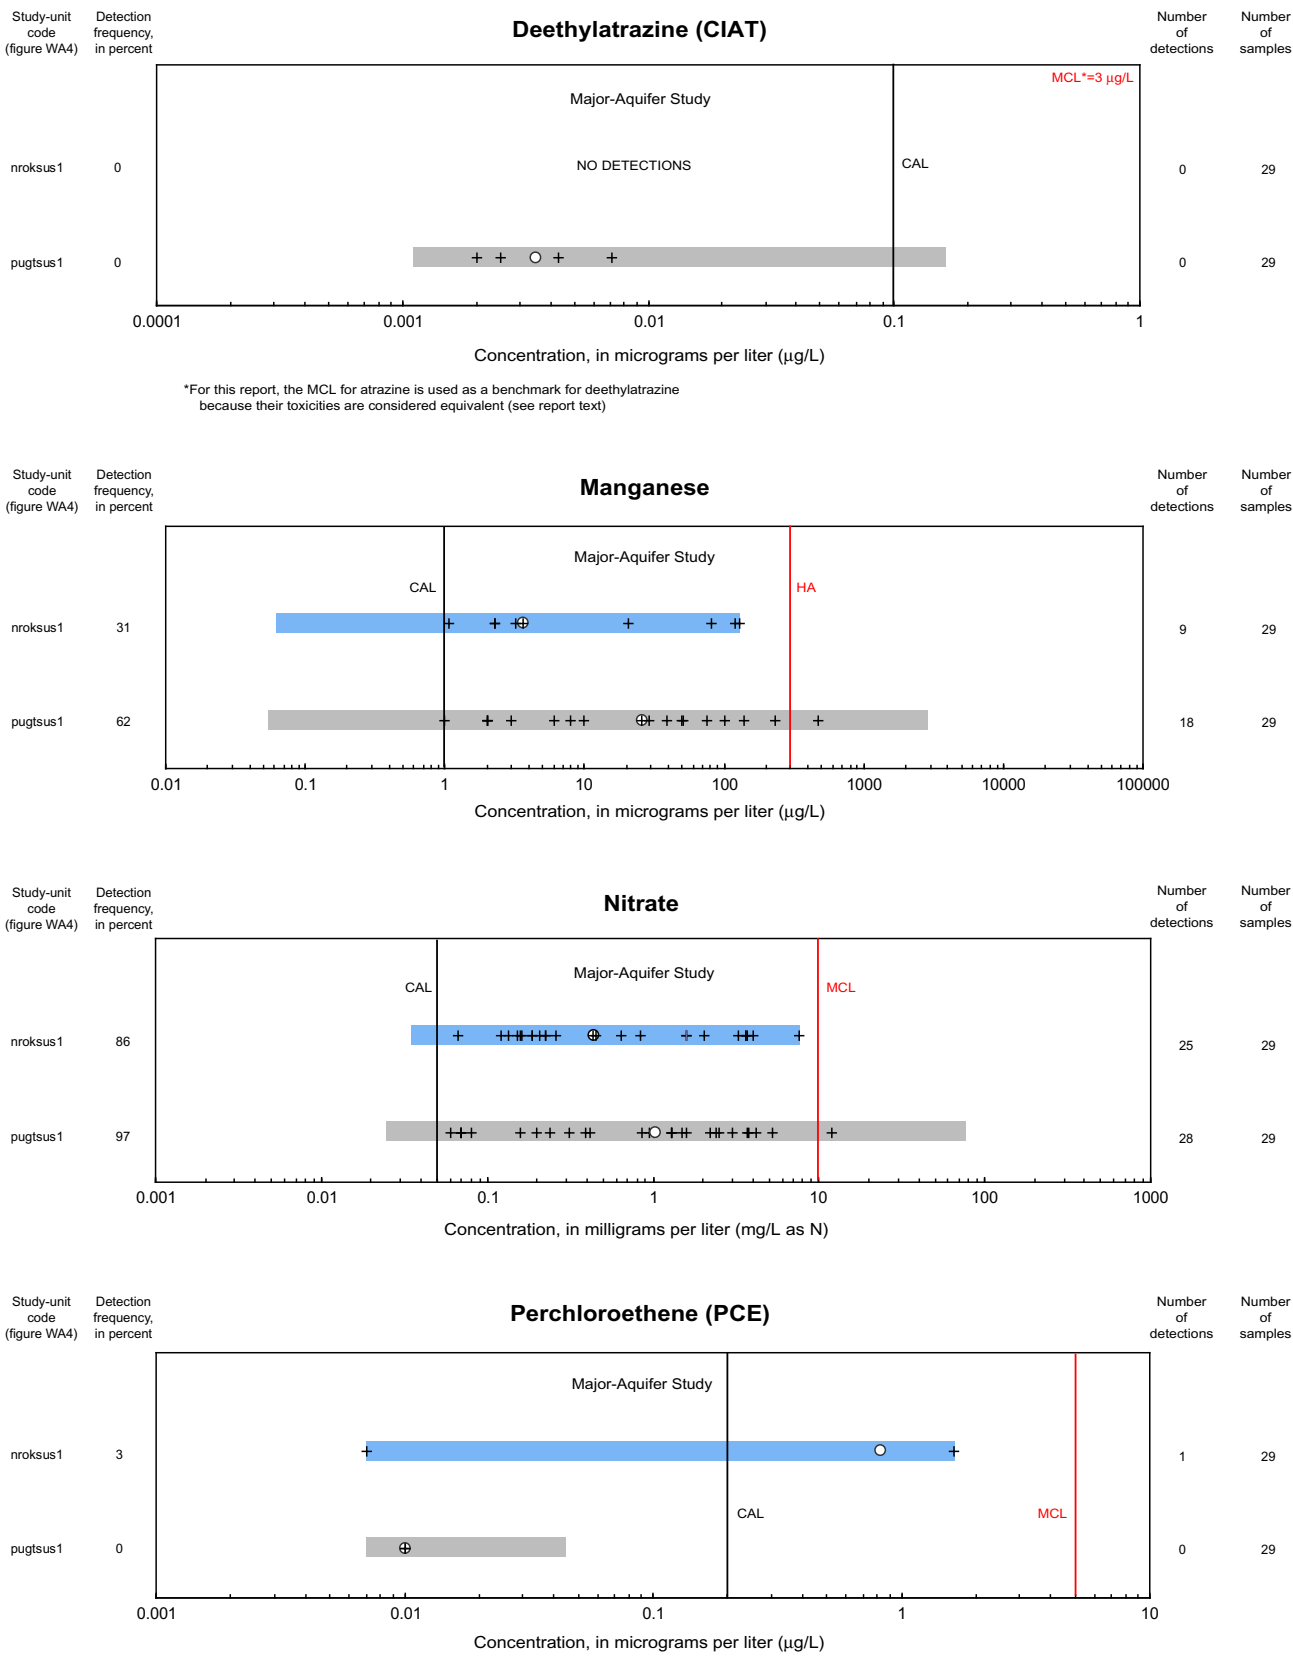 Study-unit code (figure WA4)
Detection frequency, in percent
Deethylatrazine (CIAT)
Number of detections
Number of samples
MCL*=3 µg/L
Major-Aquifer Study
nroksus1 0 NO DETECTIONS CAL 0 29
pugtsus1 0 0 29
0.0001 0.001 0.01 0.1 1
Concentration, in micrograms per liter (µg/L)
*For this report, the MCL for atrazine is used as a benchmark for deethylatrazine
because their toxicities are considered equivalent (see report text)
Study-unit code (figure WA4)
Detection frequency, in percent
Manganese
Number of detections
Number of samples
Major-Aquifer Study
CAL HA
nroksus1 31 9 29
pugtsus1 62 18 29
0.01 0.1 1 10 100 1000 10000 100000
Concentration, in micrograms per liter (µg/L)
Study-unit code (figure WA4)
Detection frequency, in percent
Nitrate
Number of detections
Number of samples
Major-Aquifer Study
CAL MCL
nroksus1 86 25 29
pugtsus1 97 28 29
0.001 0.01 0.1 1 10 100 1000
Concentration, in milligrams per liter (mg/L as N)
Study-unit code (figure WA4)
Detection frequency, in percent
Perchloroethene (PCE)
Number of detections
Number of samples
Major-Aquifer Study
nroksus1 3 1 29
CAL MCL
pugtsus1 0 0 29
0.001 0.01 0.1 1 10
Concentration, in micrograms per liter (µg/L)